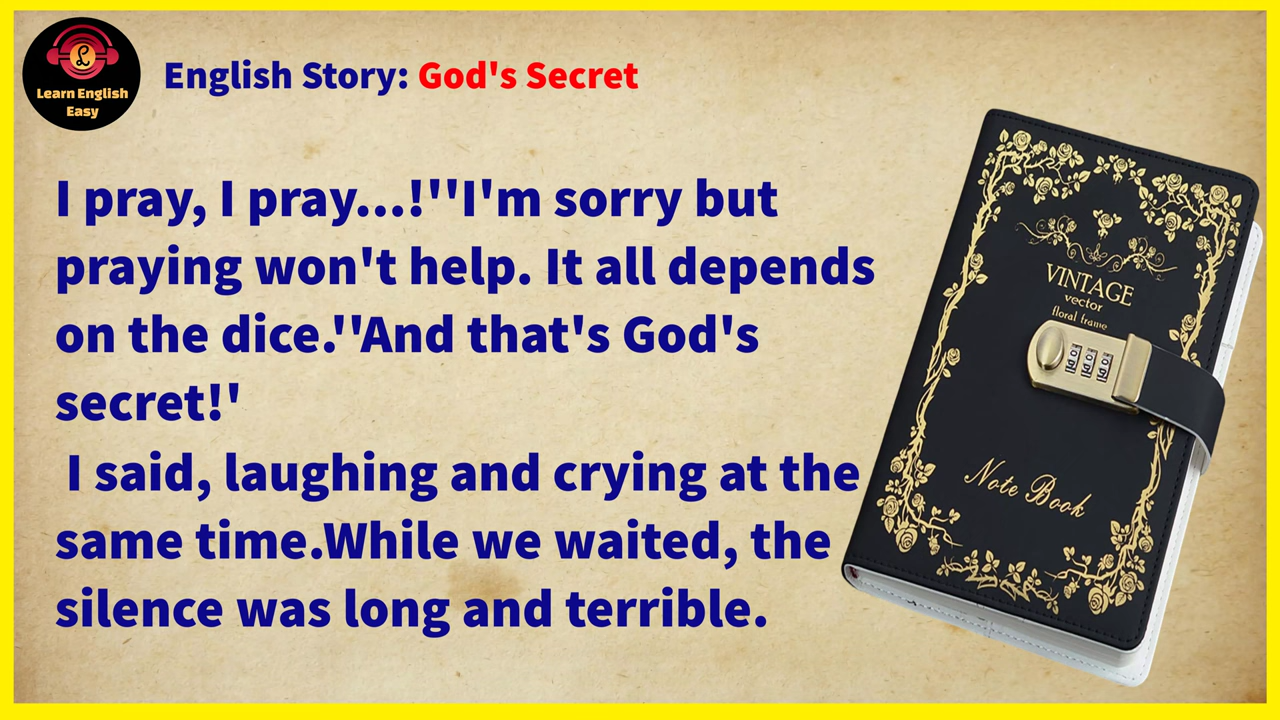 Learn English
Easy
English Story: God's Secret
I pray, I pray...!''I'm sorry but
praying won't help. It all depends
on the dice.''And that's God's
secret!'
I said, laughing and crying at the
same time.While we waited, the
silence was long and terrible.
VINTAGE
vector
floral frame
Note Book